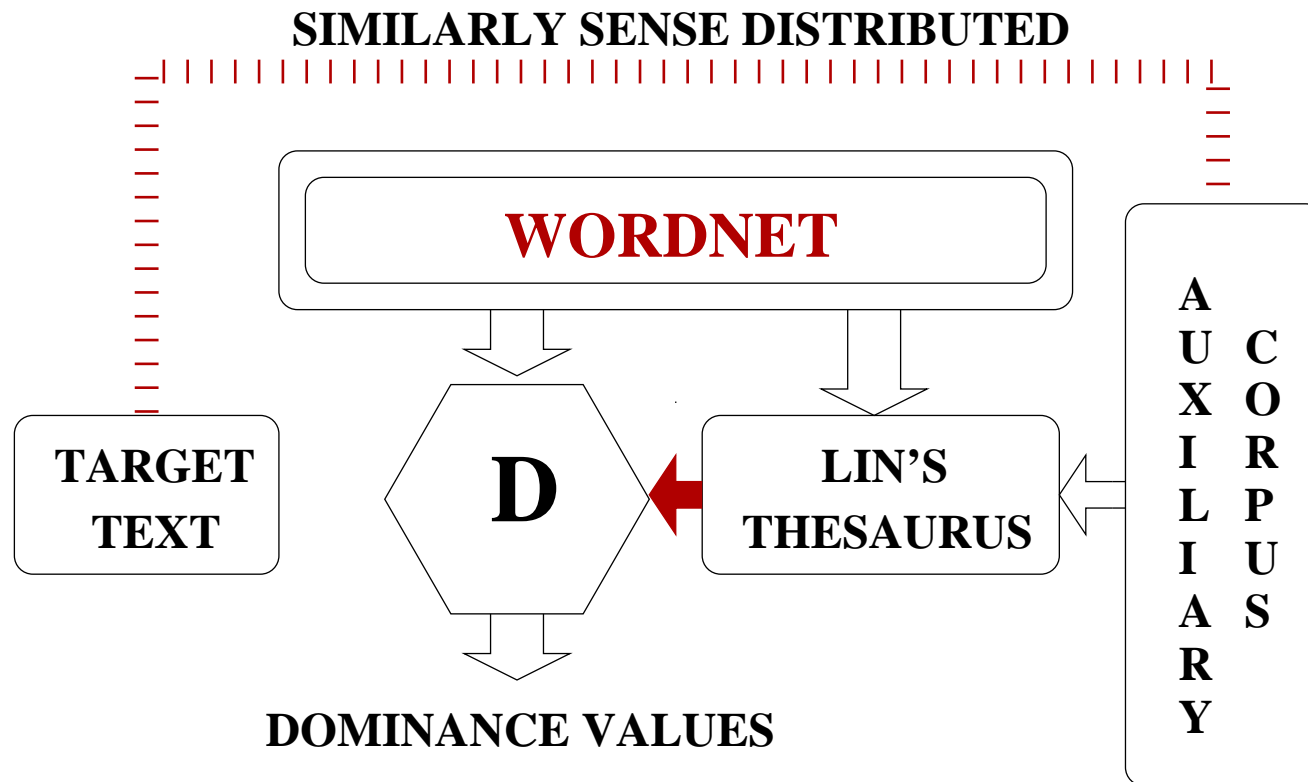 SIMILARLY SENSE DISTRIBUTED
WORDNET
TARGET
TEXT
D
LIN'S
THESAURUS
AUXILIARY
CORPUS
DOMINANCE VALUES